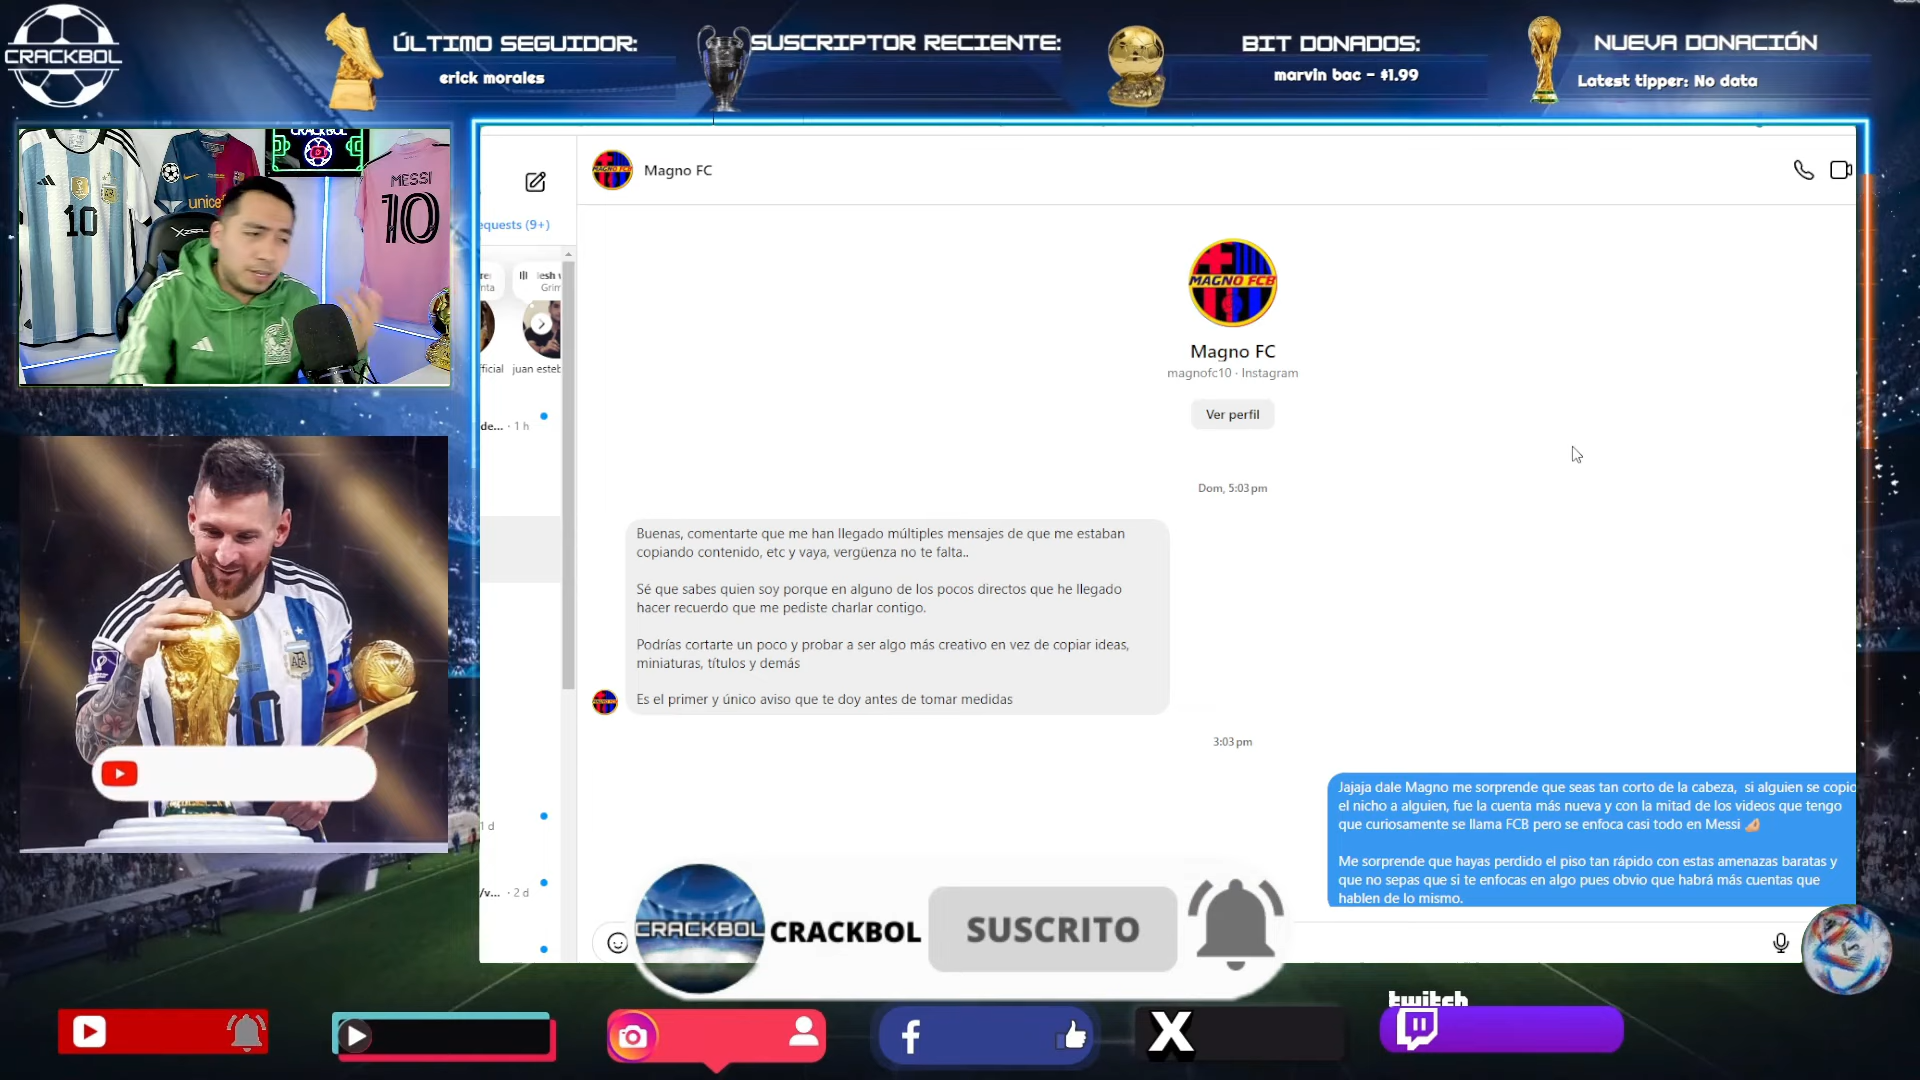 CRACKBOL
ÚLTIMO SEGUIDOR:
erick morales
SUSCRIPTOR RECIENTE:
BIT DONADOS:
marvin bac - $1.99
NUEVA DONACIÓN
Latest tipper: No data
CRACKBOL
10
MESSI
10
equests (9+)
Magno FC
MAGNO FCB
Magno FC
magnofc10 · Instagram
Ver perfil
Dom, 5:03 pm
juan esteb
de... · 1 h
Buenas, comentarte que me han llegado múltiples mensajes de que me estaban
copiando contenido, etc y vaya, vergüenza no te falta..
Sé que sabes quien soy porque en alguno de los pocos directos que he llegado
hacer recuerdo que me pediste charlar contigo.
Podrías cortarte un poco y probar a ser algo más creativo en vez de copiar ideas,
miniaturas, títulos y demás
Es el primer y único aviso que te doy antes de tomar medidas
3:03 pm
Jajaja dale Magno me sorprende que seas tan corto de la cabeza, si alguien se copio
el nicho a alguien, fue la cuenta más nueva y con la mitad de los videos que tengo
que curiosamente se llama FCB pero se enfoca casi todo en Messi
Me sorprende que hayas perdido el piso tan rápido con estas amenazas baratas y
que no sepas que si te enfocas en algo pues obvio que habrá más cuentas que
hablen de lo mismo.
1 d
/v... · 2 d
AFA
10
CRACKBOL
CRACKBOL
SUSCRITO
twitch